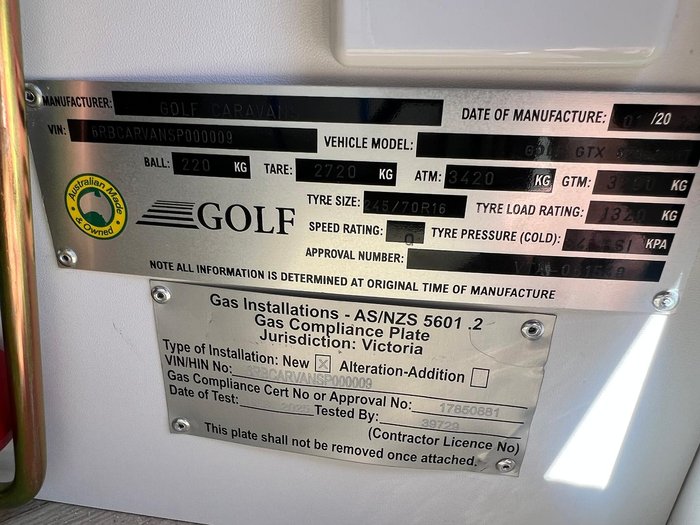 MANUFACTURER: GOLF CARAVANS DATE OF MANUFACTURE: 01/20
VIN: 6RBCARVANSP000009 VEHICLE MODEL: GTX
BALL: 220 KG TARE: 2720 KG ATM: 3420 KG GTM: KG
Australian Made & Owned
GOLF
TYRE SIZE: 245/70R16 TYRE LOAD RATING: 1320 KG
SPEED RATING: Q TYRE PRESSURE (COLD): KPA
APPROVAL NUMBER:
NOTE ALL INFORMATION IS DETERMINED AT ORIGINAL TIME OF MANUFACTURE
Gas Installations - AS/NZS 5601 .2
Gas Compliance Plate
Jurisdiction: Victoria
Type of Installation: New ☒ Alteration-Addition ☐
VIN/HIN No: 6RBCARVANSP000009
Gas Compliance Cert No or Approval No: 17850881
Date of Test: Tested By: 39729
(Contractor Licence No)
This plate shall not be removed once attached.